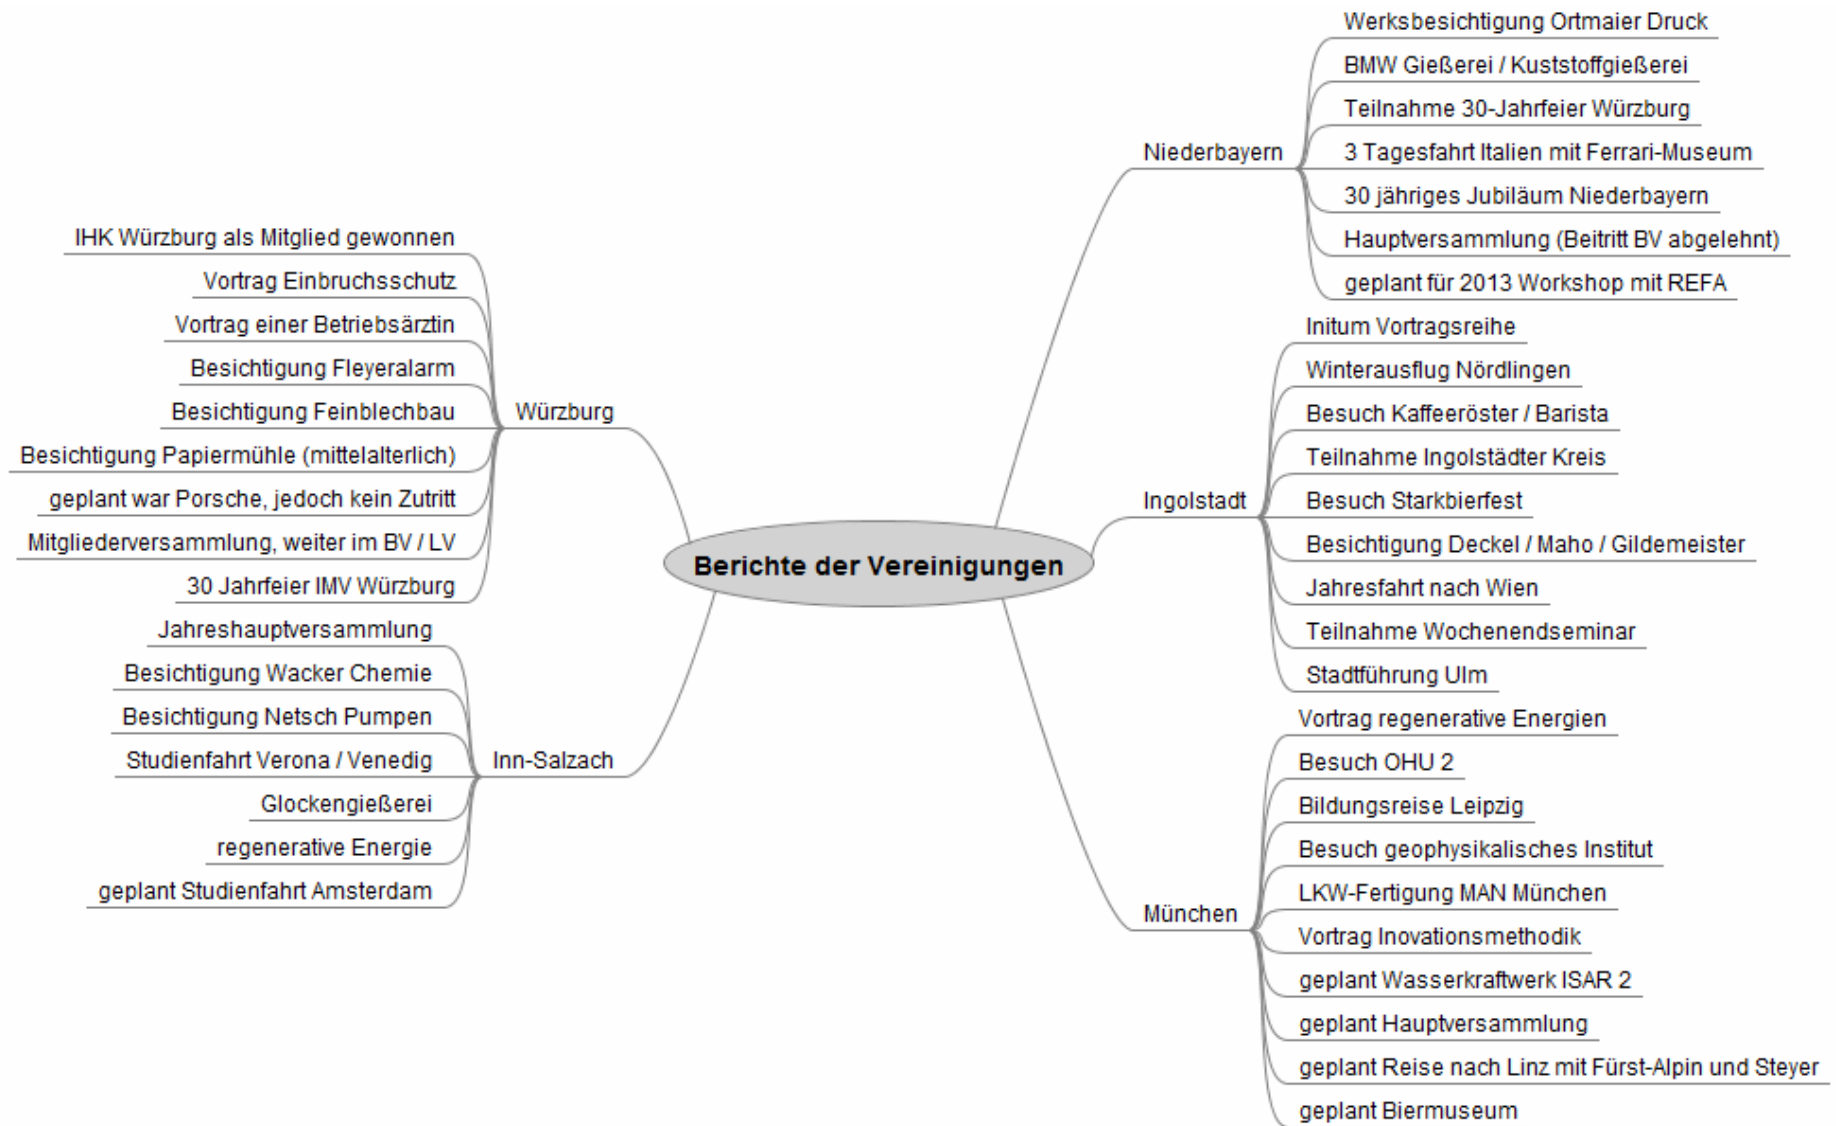 Berichte der Vereinigungen
Niederbayern
Werksbesichtigung Ortmaier Druck
BMW Gießerei / Kuststoffgießerei
Teilnahme 30-Jahrfeier Würzburg
3 Tagesfahrt Italien mit Ferrari-Museum
30 jähriges Jubiläum Niederbayern
Hauptversammlung (Beitritt BV abgelehnt)
geplant für 2013 Workshop mit REFA
Ingolstadt
Initum Vortragsreihe
Winterausflug Nördlingen
Besuch Kaffeeröster / Barista
Teilnahme Ingolstädter Kreis
Besuch Starkbierfest
Besichtigung Deckel / Maho / Gildemeister
Jahresfahrt nach Wien
Teilnahme Wochenendseminar
Stadtführung Ulm
München
Vortrag regenerative Energien
Besuch OHU 2
Bildungsreise Leipzig
Besuch geophysikalisches Institut
LKW-Fertigung MAN München
Vortrag Inovationsmethodik
geplant Wasserkraftwerk ISAR 2
geplant Hauptversammlung
geplant Reise nach Linz mit Fürst-Alpin und Steyer
geplant Biermuseum
Würzburg
IHK Würzburg als Mitglied gewonnen
Vortrag Einbruchsschutz
Vortrag einer Betriebsärztin
Besichtigung Fleyeralarm
Besichtigung Feinblechbau
Besichtigung Papiermühle (mittelalterlich)
geplant war Porsche, jedoch kein Zutritt
Mitgliederversammlung, weiter im BV / LV
30 Jahrfeier IMV Würzburg
Inn-Salzach
Jahreshauptversammlung
Besichtigung Wacker Chemie
Besichtigung Netsch Pumpen
Studienfahrt Verona / Venedig
Glockengießerei
regenerative Energie
geplant Studienfahrt Amsterdam